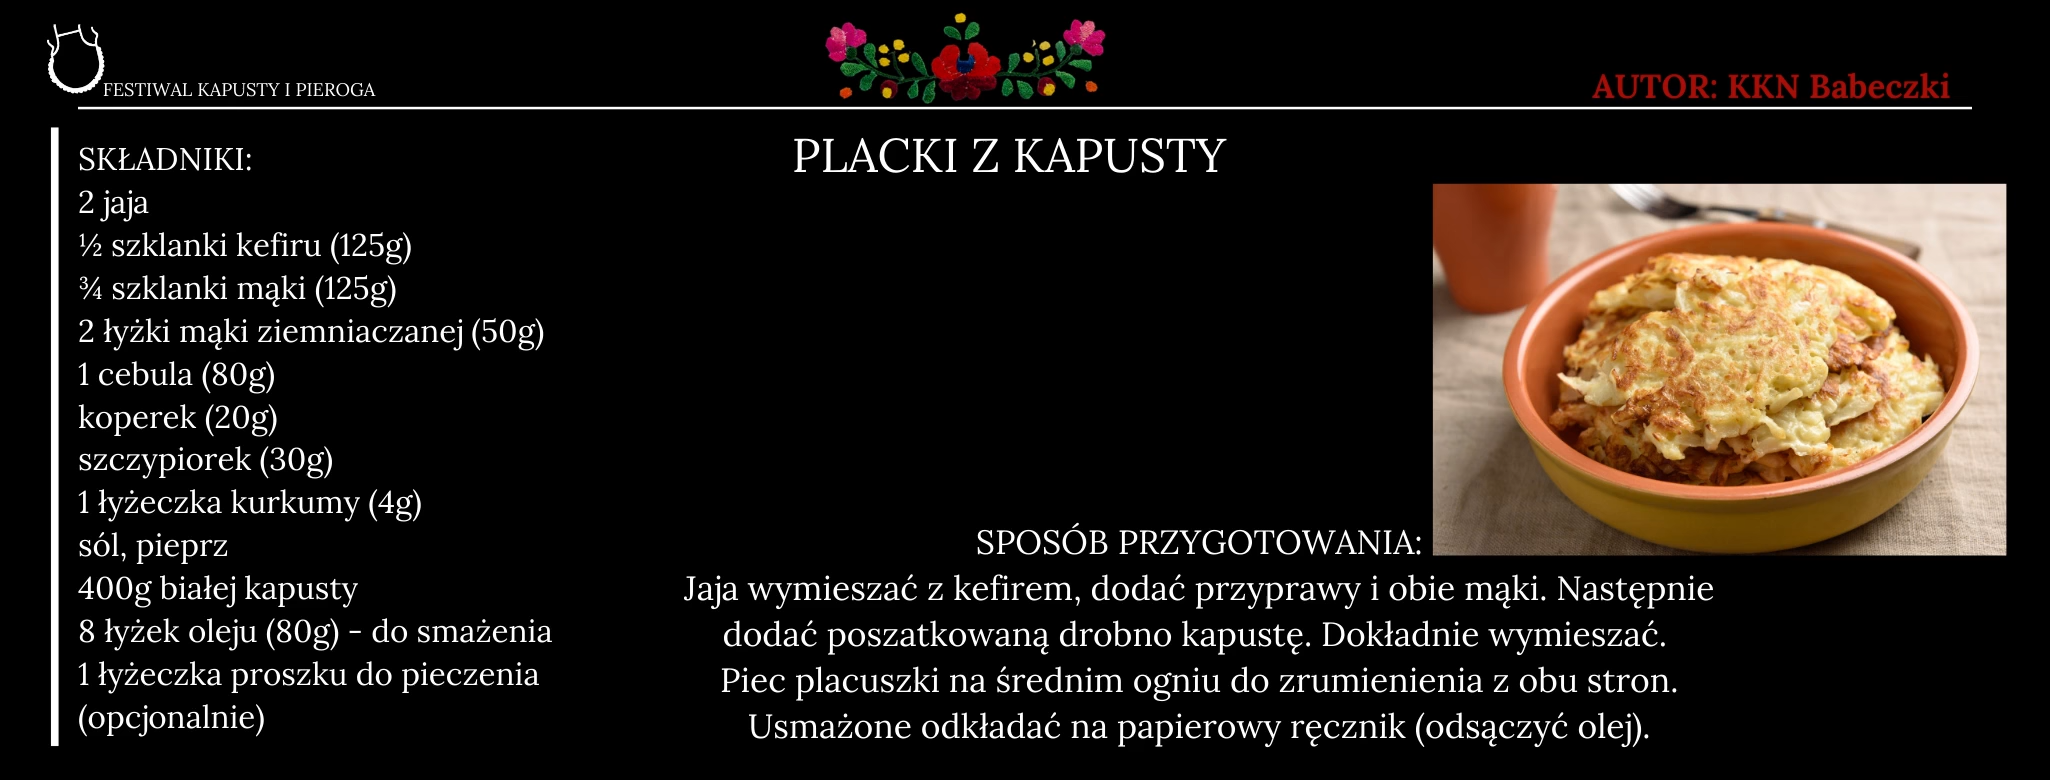 FESTIWAL KAPUSTY I PIEROGA
AUTOR: KKN Babeczki
PLACKI Z KAPUSTY
SKŁADNIKI:
2 jaja
½ szklanki kefiru (125g)
¾ szklanki mąki (125g)
2 łyżki mąki ziemniaczanej (50g)
1 cebula (80g)
koperek (20g)
szczypiorek (30g)
1 łyżeczka kurkumy (4g)
sól, pieprz
400g białej kapusty
8 łyżek oleju (80g) - do smażenia
1 łyżeczka proszku do pieczenia
(opcjonalnie)
SPOSÓB PRZYGOTOWANIA:
Jaja wymieszać z kefirem, dodać przyprawy i obie mąki. Następnie
dodać poszatkowaną drobno kapustę. Dokładnie wymieszać.
Piec placuszki na średnim ogniu do zrumienienia z obu stron.
Usmażone odkładać na papierowy ręcznik (odsączyć olej).